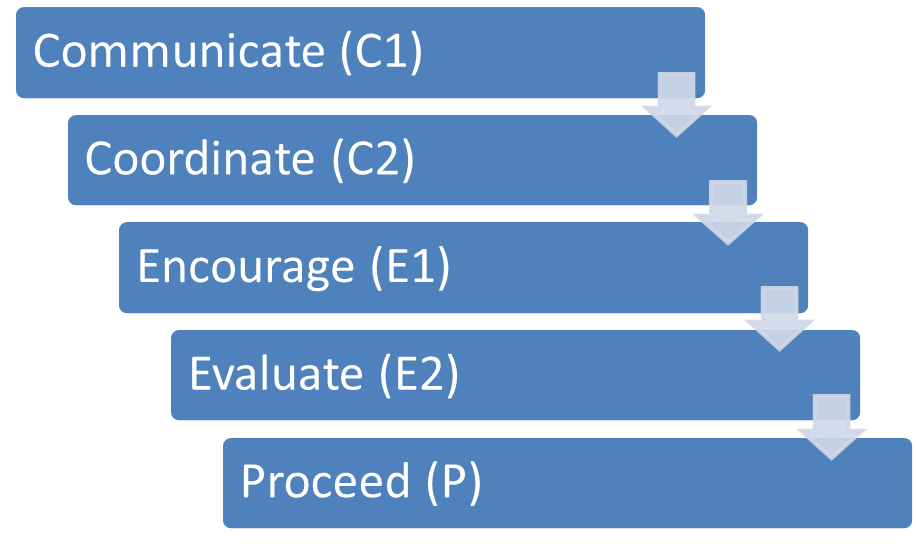 Communicate (C1)
Coordinate (C2)
Encourage (E1)
Evaluate (E2)
Proceed (P)